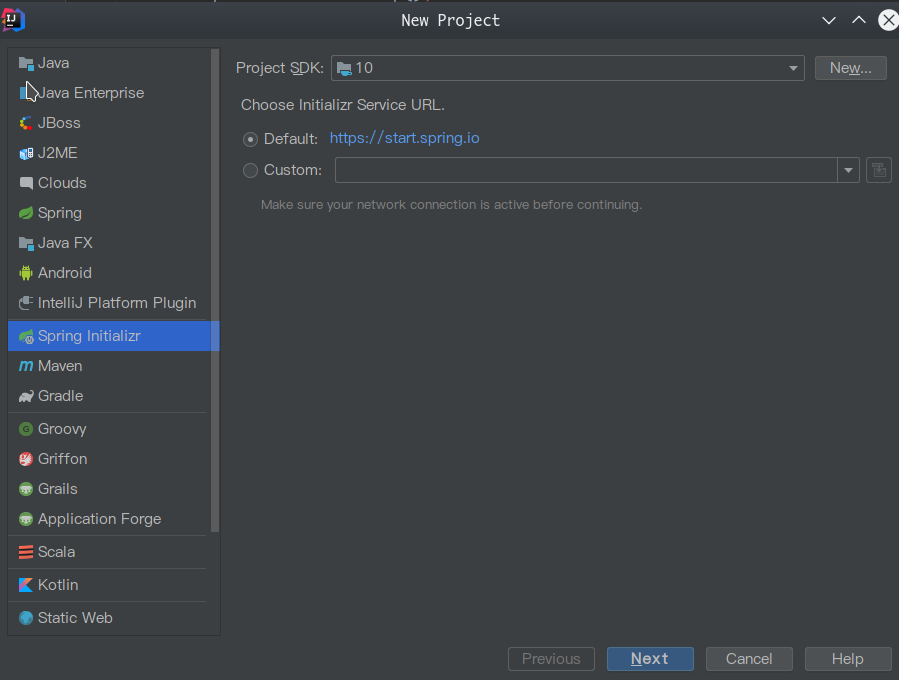 New Project
Java
Java Enterprise
JBoss
J2ME
Clouds
Spring
Java FX
Android
IntelliJ Platform Plugin
Spring Initializr
Maven
Gradle
Groovy
Griffon
Grails
Application Forge
Scala
Kotlin
Static Web
Project SDK: 10 New...
Choose Initializr Service URL.
Default: https://start.spring.io
Custom:
Make sure your network connection is active before continuing.
Previous Next Cancel Help